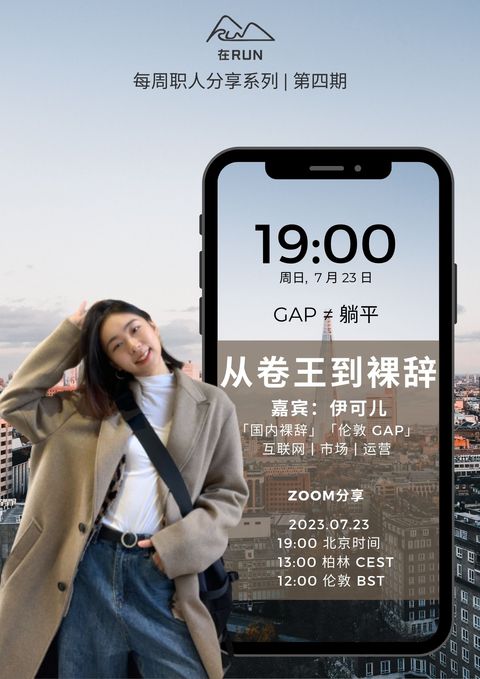 RUN
在RUN
每周职人分享系列 | 第四期
19:00
周日, 7 月 23 日
GAP ≠ 躺平
从卷王到裸辞
嘉宾：伊可儿
「国内裸辞」「伦敦 GAP」
互联网 | 市场 | 运营
ZOOM分享
2023.07.23
19:00 北京时间
13:00 柏林 CEST
12:00 伦敦 BST